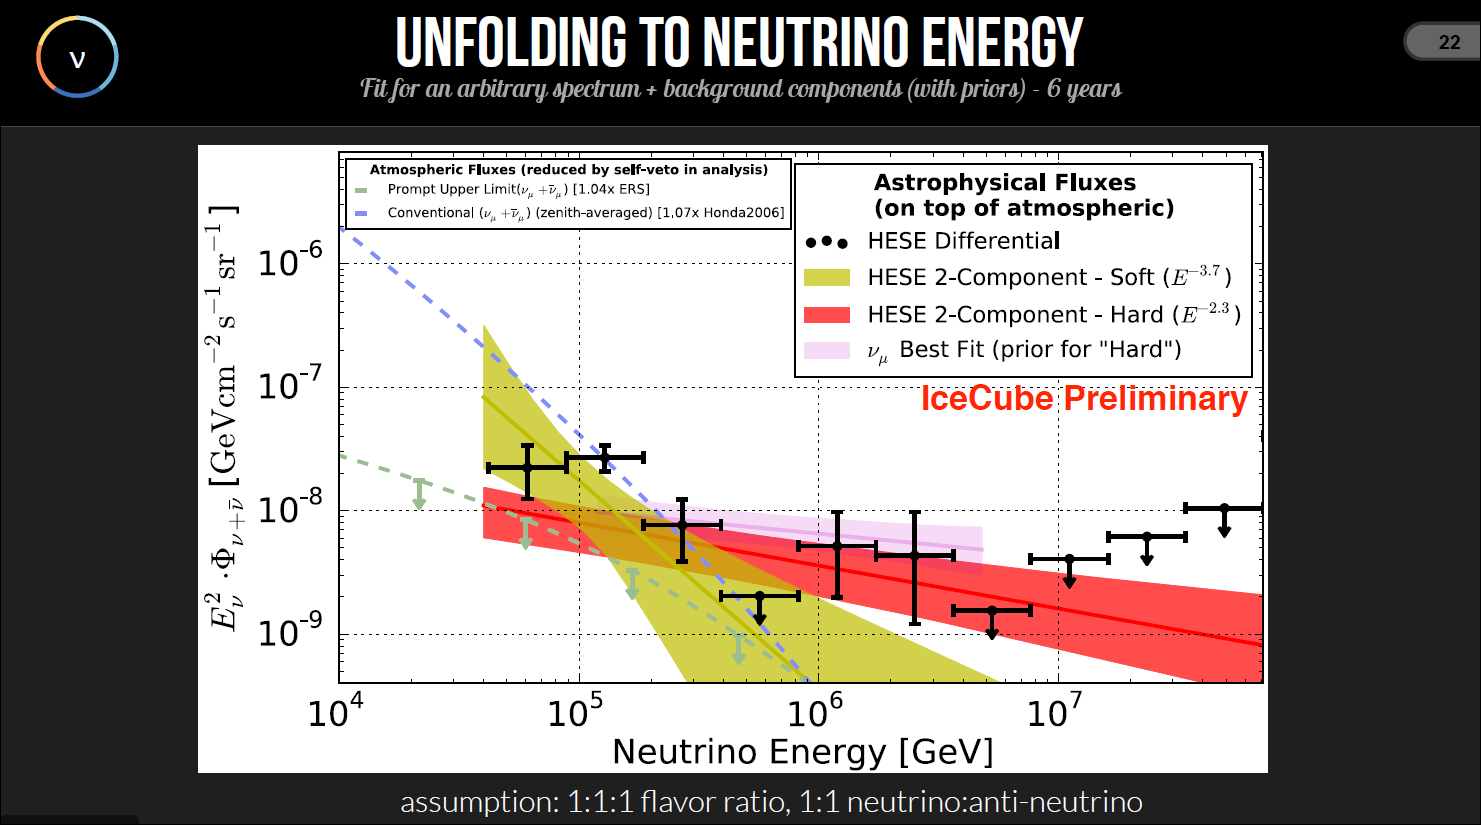 ν
UNFOLDING TO NEUTRINO ENERGY
22
Fit for an arbitrary spectrum + background components (with priors) - 6 years
Atmospheric Fluxes (reduced by self-veto in analysis)
Prompt Upper Limit(ν_μ + ν̄_μ) [1.04x ERS]
Conventional (ν_μ + ν̄_μ) (zenith-averaged) [1.07x Honda2006]
Astrophysical Fluxes
(on top of atmospheric)
HESE Differential
HESE 2-Component - Soft (E^−3.7)
HESE 2-Component - Hard (E^−2.3)
ν_μ Best Fit (prior for "Hard")
IceCube Preliminary
E_ν^2 · Φ_ν+ν̄ [GeVcm^−2 s^−1 sr^−1]
10^-6
10^-7
10^-8
10^-9
10^4 10^5 10^6 10^7
Neutrino Energy [GeV]
assumption: 1:1:1 flavor ratio, 1:1 neutrino:anti-neutrino